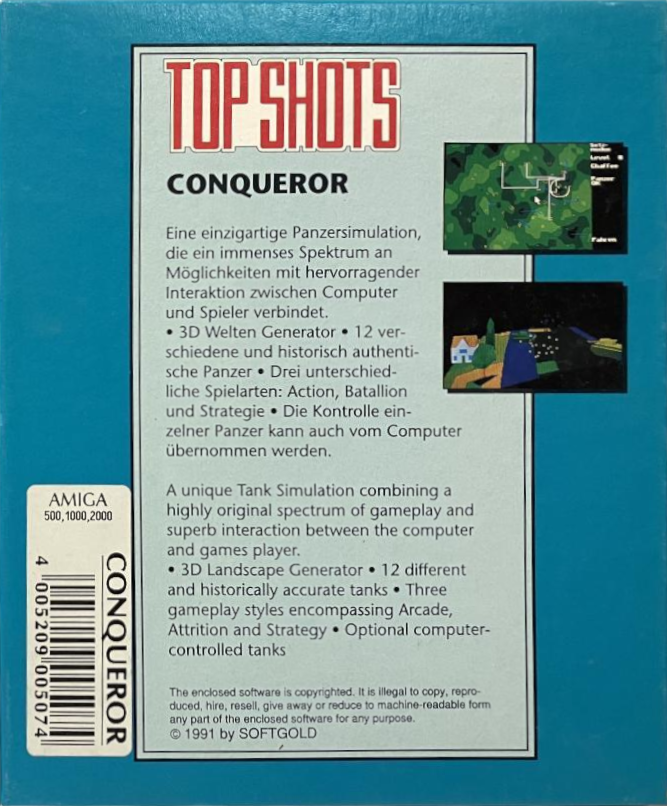 TOP SHOTS
CONQUEROR
Eine einzigartige Panzersimulation,
die ein immenses Spektrum an
Möglichkeiten mit hervorragender
Interaktion zwischen Computer
und Spieler verbindet.
• 3D Welten Generator • 12 ver-
schiedene und historisch authenti-
sche Panzer • Drei unterschied-
liche Spielarten: Action, Batallion
und Strategie • Die Kontrolle ein-
zelner Panzer kann auch vom Computer
übernommen werden.
A unique Tank Simulation combining a
highly original spectrum of gameplay and
superb interaction between the computer
and games player.
• 3D Landscape Generator • 12 different
and historically accurate tanks • Three
gameplay styles encompassing Arcade,
Attrition and Strategy • Optional computer-
controlled tanks
The enclosed software is copyrighted. It is illegal to copy, repro-
duced, hire, resell, give away or reduce to machine-readable form
any part of the enclosed software for any purpose.
© 1991 by SOFTGOLD
Level
Chaffee
Panzer
OK
Fahren
AMIGA
500,1000,2000
CONQUEROR
4 005209 005074